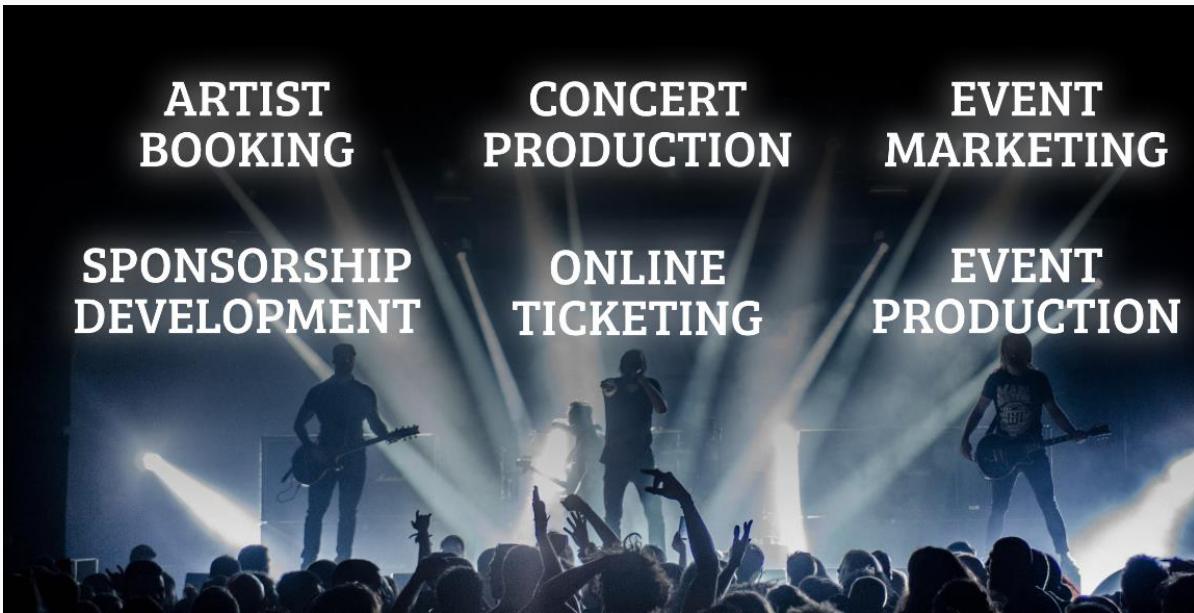 ARTIST
BOOKING
CONCERT
PRODUCTION
EVENT
MARKETING
SPONSORSHIP
DEVELOPMENT
ONLINE
TICKETING
EVENT
PRODUCTION